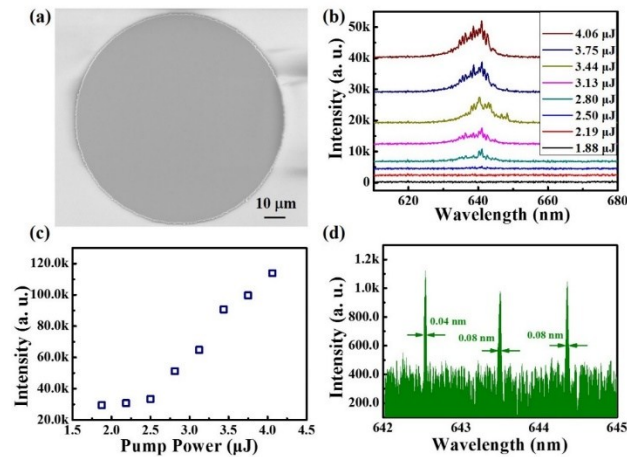 (a)
10 μm
(b)
Intensity (a. u.)
50k
40k
30k
20k
10k
0
4.06 μJ
3.75 μJ
3.44 μJ
3.13 μJ
2.80 μJ
2.50 μJ
2.19 μJ
1.88 μJ
620 640 660 680
Wavelength (nm)
(c)
Intensity (a. u.)
120.0k
100.0k
80.0k
60.0k
40.0k
20.0k
1.5 2.0 2.5 3.0 3.5 4.0 4.5
Pump Power (μJ)
(d)
Intensity (a. u.)
1.2k
1.0k
800.0
600.0
400.0
200.0
0.04 nm
0.08 nm
0.08 nm
642 643 644 645
Wavelength (nm)